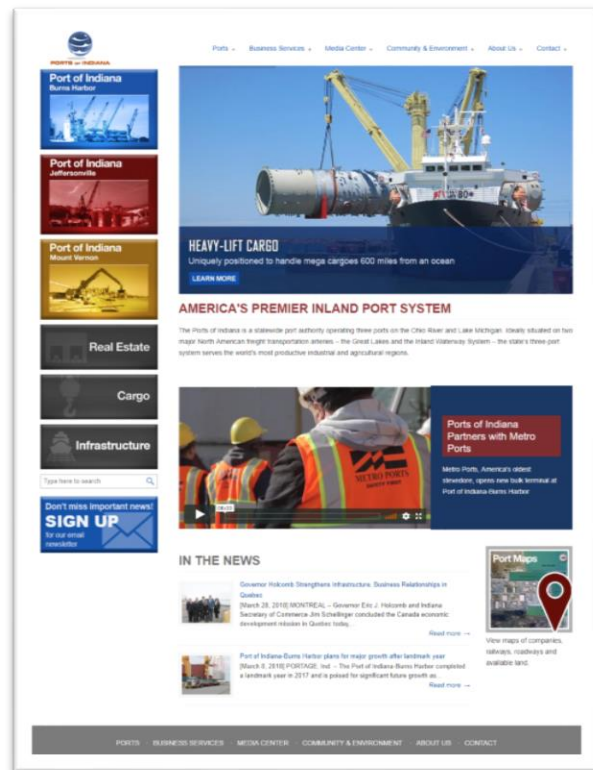 PORTS OF INDIANA
Ports
Business Services
Media Center
Community & Environment
About Us
Contact
Port of Indiana
Burns Harbor
Port of Indiana
Jeffersonville
Port of Indiana
Mount Vernon
Real Estate
Cargo
Infrastructure
Type here to search
Don't miss important news!
SIGN UP
for our email
newsletter
HEAVY-LIFT CARGO
Uniquely positioned to handle mega cargoes 600 miles from an ocean
LEARN MORE
AMERICA'S PREMIER INLAND PORT SYSTEM
The Ports of Indiana is a statewide port authority operating three ports on the Ohio River and Lake Michigan. Ideally situated on two
major North American freight transportation arteries – the Great Lakes and the Inland Waterway System – the state's three-port
system serves the world's most productive industrial and agricultural regions.
METRO PORTS
SAFETY FIRST
Ports of Indiana
Partners with Metro
Ports
Metro Ports, America's oldest
stevedore, opens new bulk terminal at
Port of Indiana-Burns Harbor
IN THE NEWS
Governor Holcomb Strengthens Infrastructure, Business Relationships in
Quebec
[March 28, 2018] MONTREAL – Governor Eric J. Holcomb and Indiana
Secretary of Commerce Jim Schellinger concluded the Canada economic
development mission in Quebec today...
Read more →
Port of Indiana-Burns Harbor plans for major growth after landmark year
[March 6, 2018] PORTAGE, Ind. – The Port of Indiana-Burns Harbor completed
a landmark year in 2017 and is poised for significant future growth as...
Read more →
Port Maps
View maps of companies,
railways, roadways and
available land.
PORTS · BUSINESS SERVICES · MEDIA CENTER · COMMUNITY & ENVIRONMENT · ABOUT US · CONTACT